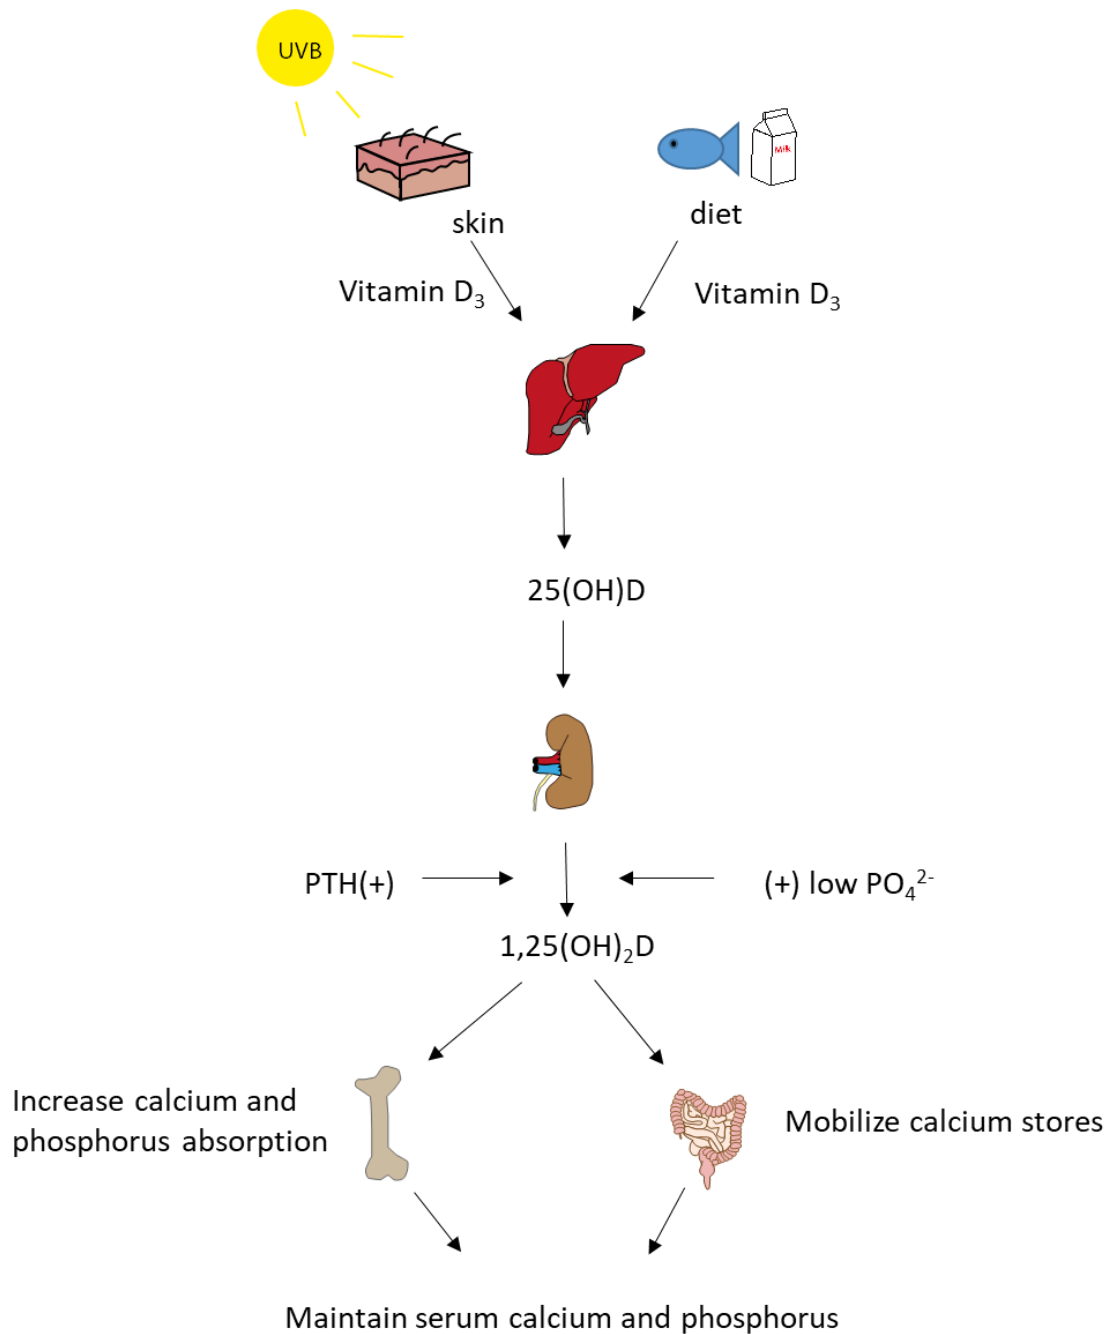 UVB
Milk
skin
diet
Vitamin D₃
Vitamin D₃
25(OH)D
PTH(+)
(+) low PO₄²⁻
1,25(OH)₂D
Increase calcium and
phosphorus absorption
Mobilize calcium stores
Maintain serum calcium and phosphorus